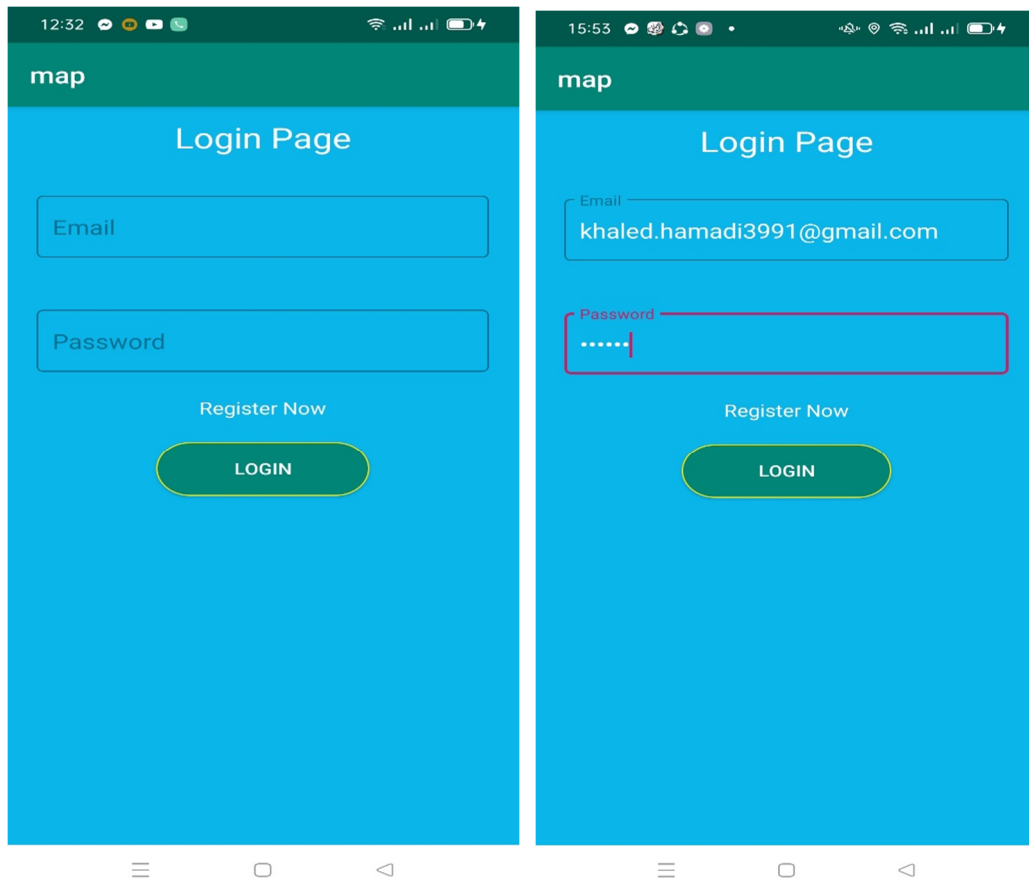 12:32
map
Login Page
Email
Password
Register Now
LOGIN
15:53
map
Login Page
Email
khaled.hamadi3991@gmail.com
Password
••••••
Register Now
LOGIN